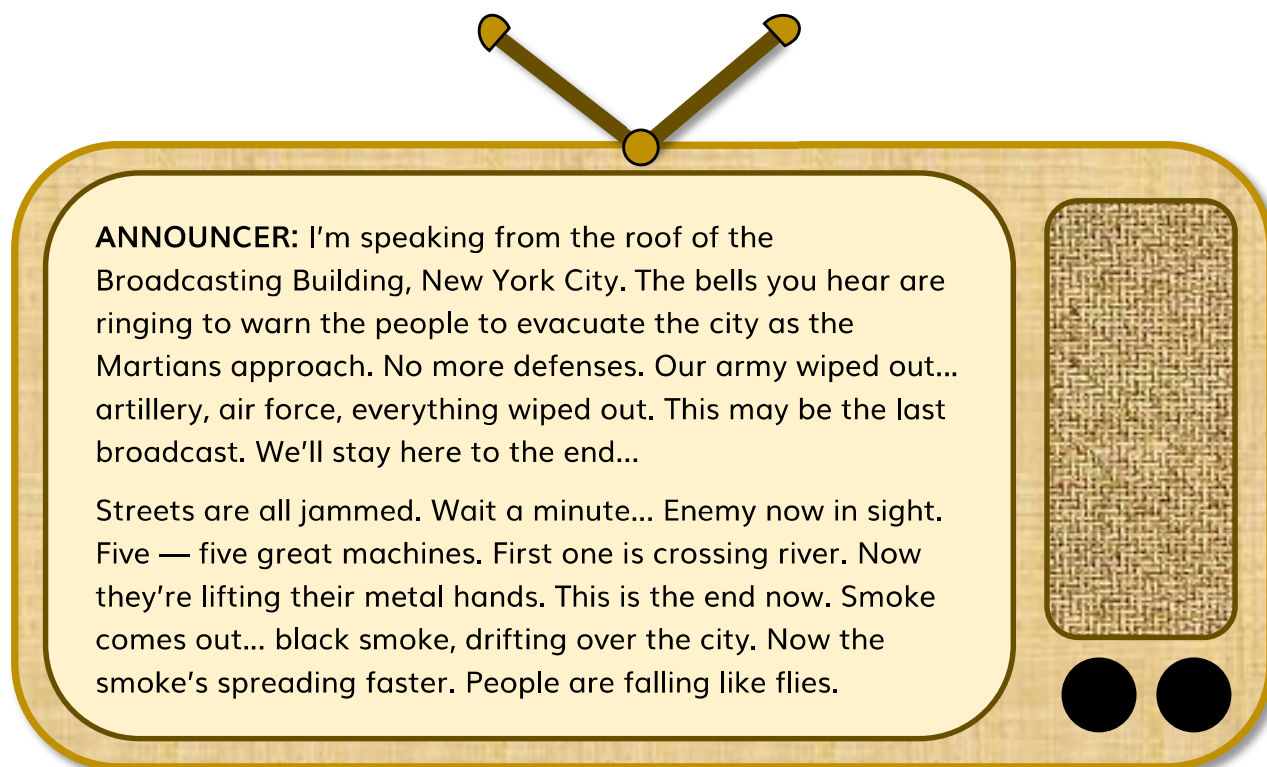 ANNOUNCER: I'm speaking from the roof of the
Broadcasting Building, New York City. The bells you hear are
ringing to warn the people to evacuate the city as the
Martians approach. No more defenses. Our army wiped out...
artillery, air force, everything wiped out. This may be the last
broadcast. We'll stay here to the end...
Streets are all jammed. Wait a minute... Enemy now in sight.
Five — five great machines. First one is crossing river. Now
they're lifting their metal hands. This is the end now. Smoke
comes out... black smoke, drifting over the city. Now the
smoke's spreading faster. People are falling like flies.